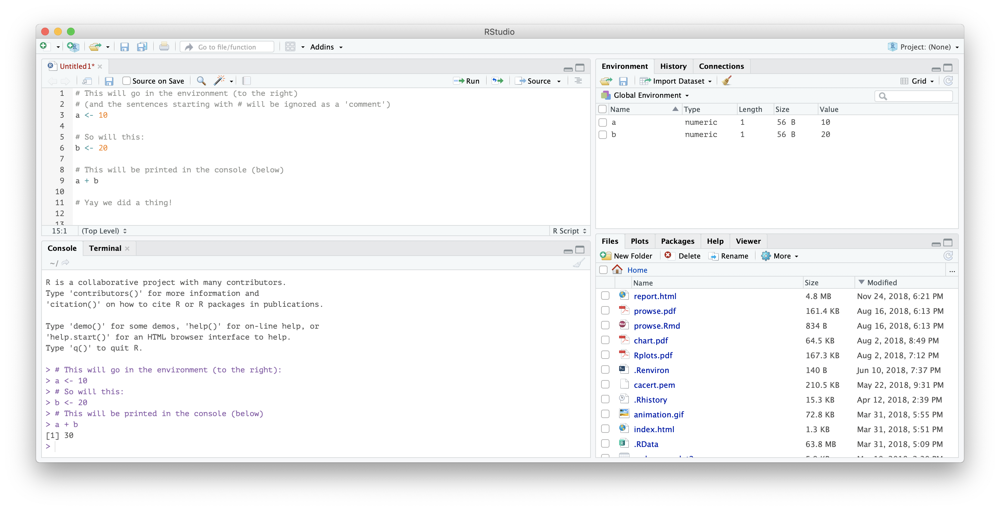 RStudio
Go to file/function
Addins
Project: (None)
Untitled1*
Source on Save
Run
Source
1 # This will go in the environment (to the right)
2 # (and the sentences starting with # will be ignored as a 'comment')
3 a <- 10
4
5 # So will this:
6 b <- 20
7
8 # This will be printed in the console (below)
9 a + b
10
11 # Yay we did a thing!
12
13
15:1 (Top Level) R Script
Console Terminal
~/
R is a collaborative project with many contributors.
Type 'contributors()' for more information and
'citation()' on how to cite R or R packages in publications.
Type 'demo()' for some demos, 'help()' for on-line help, or
'help.start()' for an HTML browser interface to help.
Type 'q()' to quit R.
> # This will go in the environment (to the right):
> a <- 10
> # So will this:
> b <- 20
> # This will be printed in the console (below)
> a + b
[1] 30
>
Environment History Connections
Import Dataset Grid
Global Environment
Name Type Length Size Value
a numeric 1 56 B 10
b numeric 1 56 B 20
Files Plots Packages Help Viewer
New Folder Delete Rename More
Home ...
Name Size Modified
report.html 4.8 MB Nov 24, 2018, 6:21 PM
prowse.pdf 161.4 KB Aug 16, 2018, 6:13 PM
prowse.Rmd 834 B Aug 16, 2018, 6:13 PM
chart.pdf 64.5 KB Aug 2, 2018, 8:49 PM
Rplots.pdf 167.3 KB Aug 2, 2018, 7:12 PM
.Renviron 140 B Jun 10, 2018, 7:37 PM
cacert.pem 210.5 KB May 22, 2018, 9:31 PM
.Rhistory 15.3 KB Apr 12, 2018, 2:39 PM
animation.gif 72.8 KB Mar 31, 2018, 5:55 PM
index.html 1.3 KB Mar 31, 2018, 5:51 PM
.RData 63.8 MB Mar 31, 2018, 5:09 PM